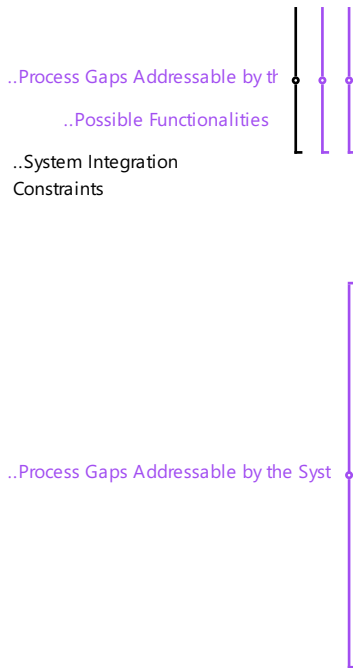 ..Process Gaps Addressable by th
..Possible Functionalities
..System Integration
Constraints
..Process Gaps Addressable by the Syst